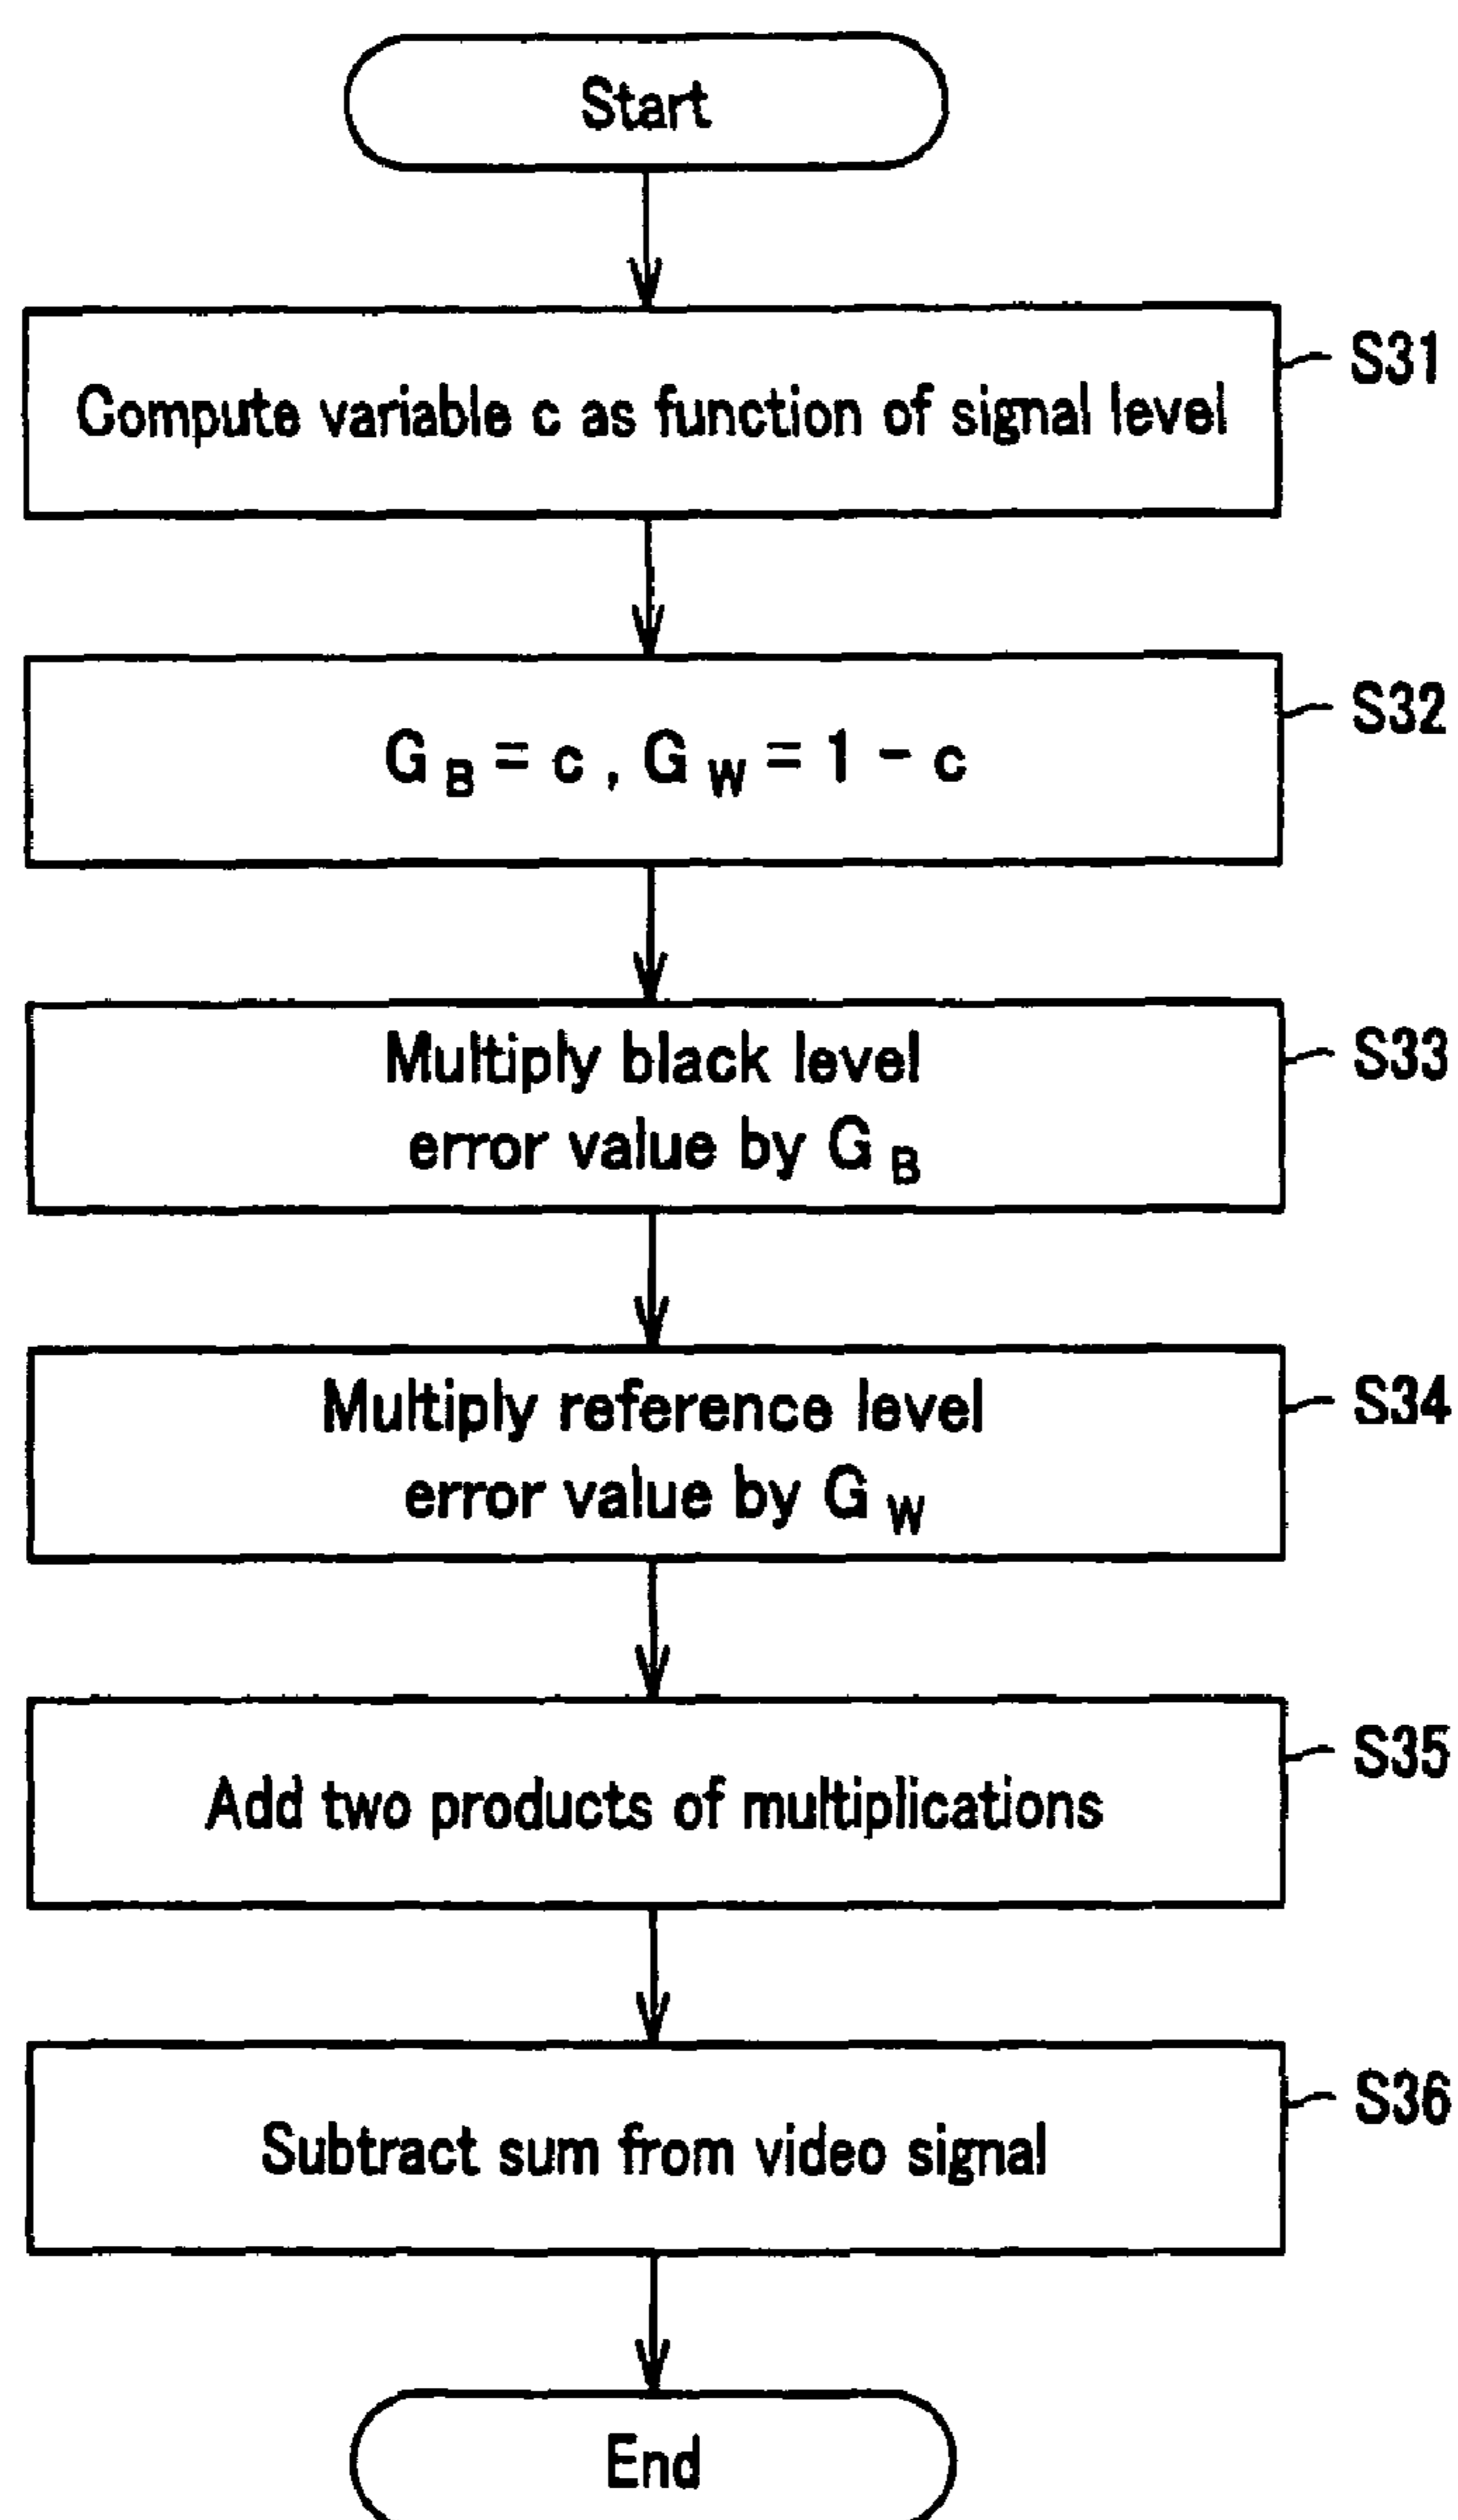 Start
Compute variable c as function of signal level
S31
G B = c, G W = 1 - c
S32
Multiply black level
error value by G B
S33
Multiply reference level
error value by G W
S34
Add two products of multiplications
S35
Subtract sum from video signal
S36
End